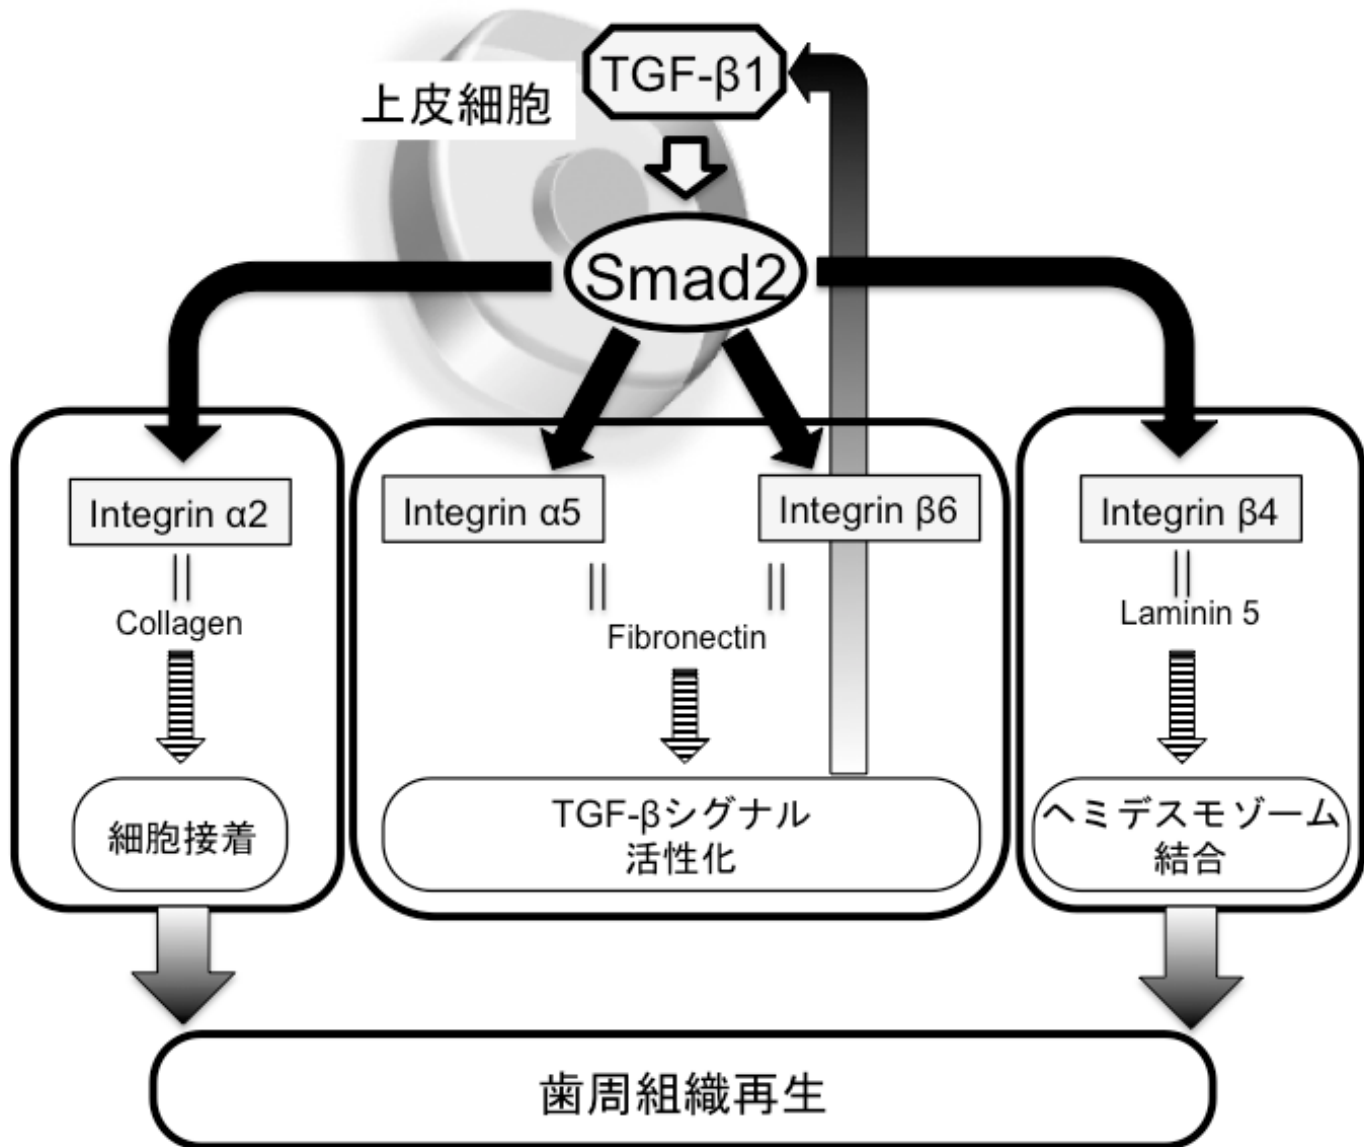 TGF-β1
上皮細胞
Smad2
Integrin α2
Integrin α5
Integrin β6
Integrin β4
Collagen
Fibronectin
Laminin 5
細胞接着
TGF-βシグナル
活性化
ヘミデスモゾーム
結合
歯周組織再生